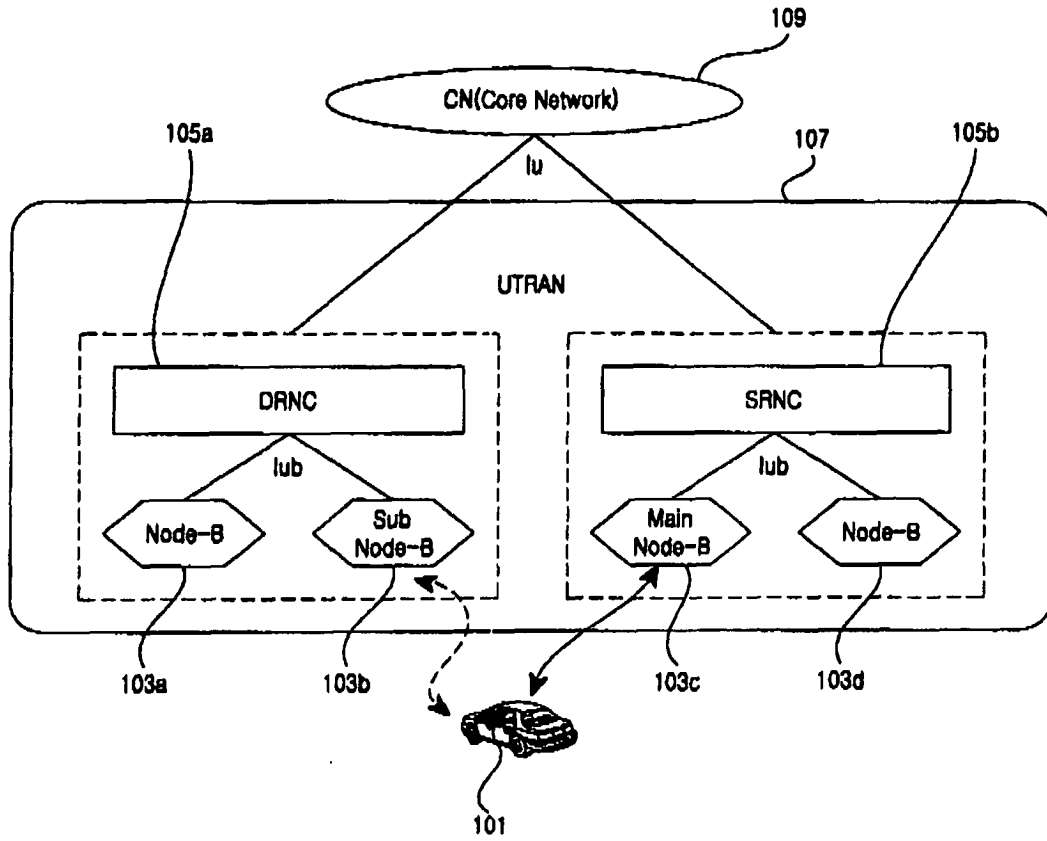 109
CN(Core Network)
105a
107
105b
Iu
UTRAN
DRNC
SRNC
Iub
Iub
Node-B
Sub
Node-B
Main
Node-B
Node-B
103a
103b
103c
103d
101